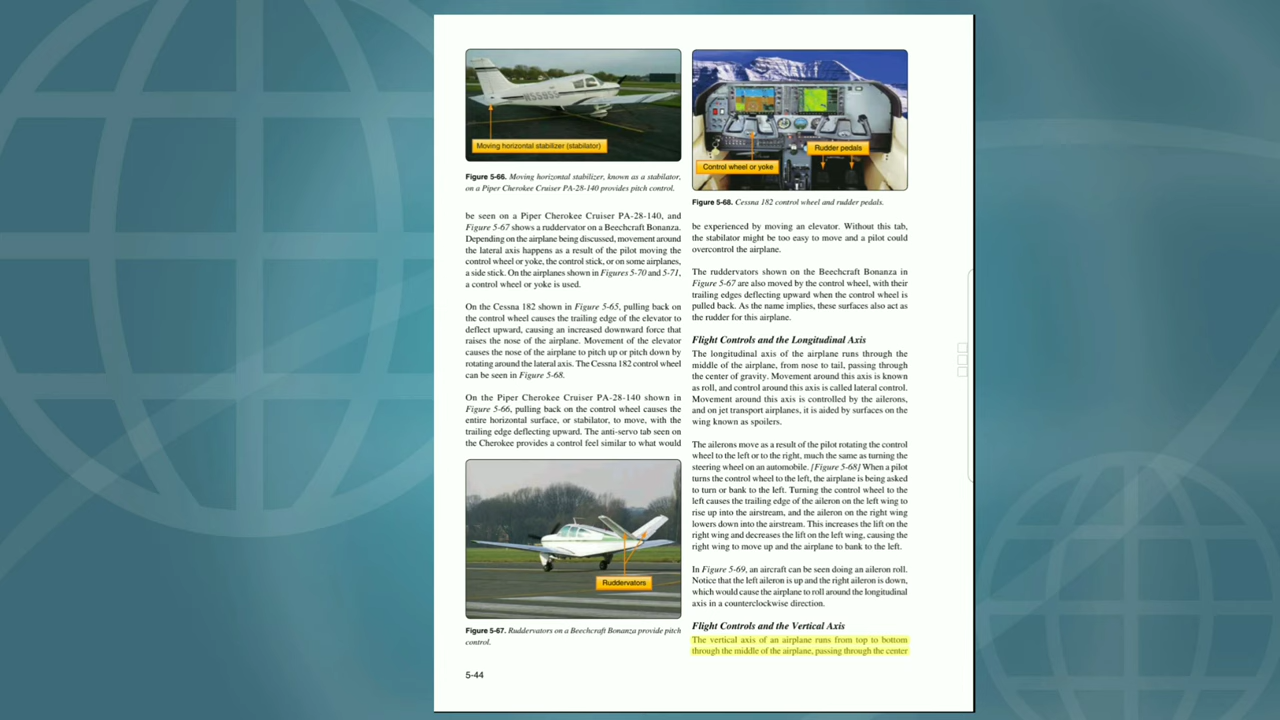 Moving horizontal stabilizer (stabilator)
Figure 5-66. Moving horizontal stabilizer, known as a stabilator,
on a Piper Cherokee Cruiser PA-28-140 provides pitch control.
be seen on a Piper Cherokee Cruiser PA-28-140, and
Figure 5-67 shows a ruddervator on a Beechcraft Bonanza.
Depending on the airplane being discussed, movement around
the lateral axis happens as a result of the pilot moving the
control wheel or yoke, the control stick, or on some airplanes,
a side stick. On the airplanes shown in Figures 5-70 and 5-71,
a control wheel or yoke is used.
On the Cessna 182 shown in Figure 5-65, pulling back on
the control wheel causes the trailing edge of the elevator to
deflect upward, causing an increased downward force that
raises the nose of the airplane. Movement of the elevator
causes the nose of the airplane to pitch up or pitch down by
rotating around the lateral axis. The Cessna 182 control wheel
can be seen in Figure 5-68.
On the Piper Cherokee Cruiser PA-28-140 shown in
Figure 5-66, pulling back on the control wheel causes the
entire horizontal surface, or stabilator, to move, with the
trailing edge deflecting upward. The anti-servo tab seen on
the Cherokee provides a control feel similar to what would
Ruddervators
Figure 5-67. Ruddervators on a Beechcraft Bonanza provide pitch
control.
5-44
Rudder pedals
Control wheel or yoke
Figure 5-68. Cessna 182 control wheel and rudder pedals.
be experienced by moving an elevator. Without this tab,
the stabilator might be too easy to move and a pilot could
overcontrol the airplane.
The ruddervators shown on the Beechcraft Bonanza in
Figure 5-67 are also moved by the control wheel, with their
trailing edges deflecting upward when the control wheel is
pulled back. As the name implies, these surfaces also act as
the rudder for this airplane.
Flight Controls and the Longitudinal Axis
The longitudinal axis of the airplane runs through the
middle of the airplane, from nose to tail, passing through
the center of gravity. Movement around this axis is known
as roll, and control around this axis is called lateral control.
Movement around this axis is controlled by the ailerons,
and on jet transport airplanes, it is aided by surfaces on the
wing known as spoilers.
The ailerons move as a result of the pilot rotating the control
wheel to the left or to the right, much the same as turning the
steering wheel on an automobile. [Figure 5-68] When a pilot
turns the control wheel to the left, the airplane is being asked
to turn or bank to the left. Turning the control wheel to the
left causes the trailing edge of the aileron on the left wing to
rise up into the airstream, and the aileron on the right wing
lowers down into the airstream. This increases the lift on the
right wing and decreases the lift on the left wing, causing the
right wing to move up and the airplane to bank to the left.
In Figure 5-69, an aircraft can be seen doing an aileron roll.
Notice that the left aileron is up and the right aileron is down,
which would cause the airplane to roll around the longitudinal
axis in a counterclockwise direction.
Flight Controls and the Vertical Axis
The vertical axis of an airplane runs from top to bottom
through the middle of the airplane, passing through the center